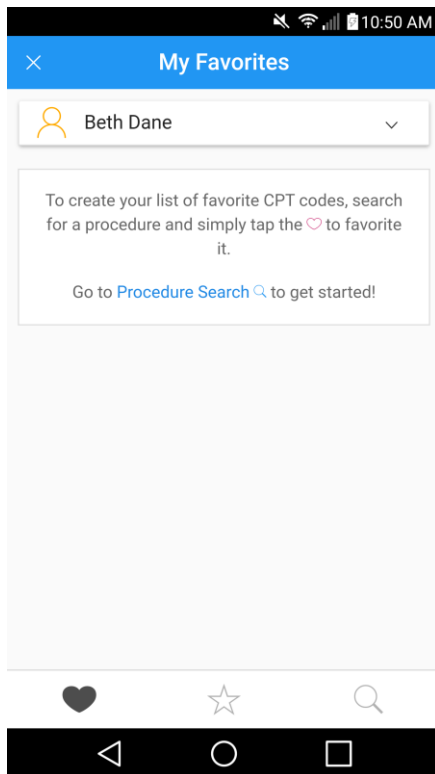 10:50 AM
My Favorites
Beth Dane
To create your list of favorite CPT codes, search
for a procedure and simply tap the to favorite
it.
Go to Procedure Search to get started!